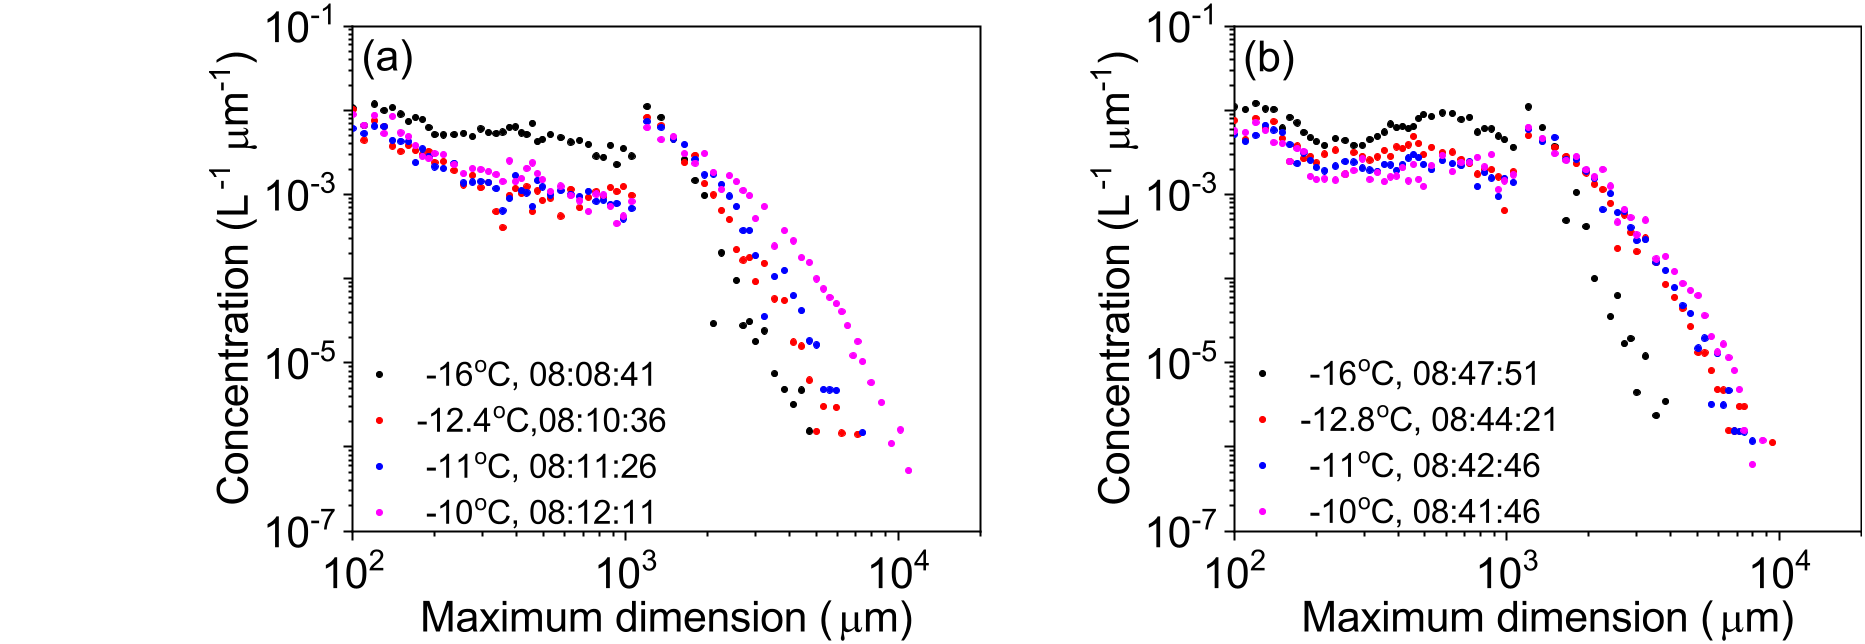 (a)
10⁻¹
10⁻³
10⁻⁵
10⁻⁷
Concentration (L⁻¹ μm⁻¹)
-16ᵒC, 08:08:41
-12.4ᵒC,08:10:36
-11ᵒC, 08:11:26
-10ᵒC, 08:12:11
10² 10³ 10⁴
Maximum dimension (μm)
(b)
10⁻¹
10⁻³
10⁻⁵
10⁻⁷
Concentration (L⁻¹ μm⁻¹)
-16ᵒC, 08:47:51
-12.8ᵒC, 08:44:21
-11ᵒC, 08:42:46
-10ᵒC, 08:41:46
10² 10³ 10⁴
Maximum dimension (μm)